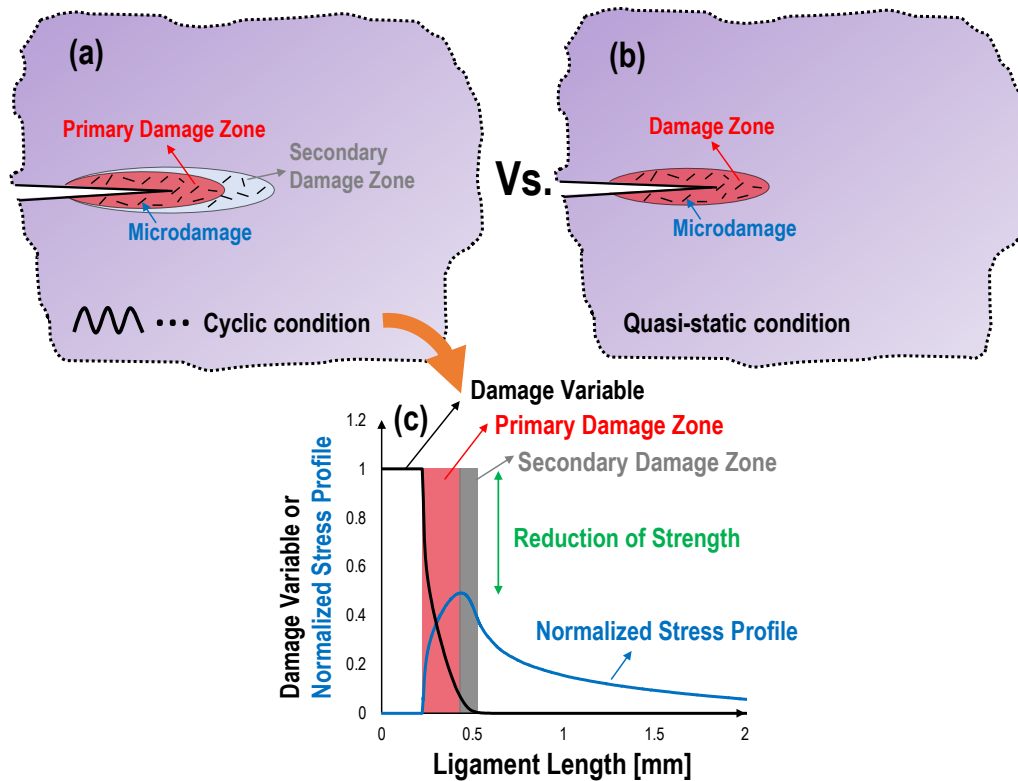 (a)
Primary Damage Zone
Secondary
Damage Zone
Microdamage
••• Cyclic condition
Vs.
(b)
Damage Zone
Microdamage
Quasi-static condition
(c)
Damage Variable
Primary Damage Zone
Secondary Damage Zone
Reduction of Strength
Normalized Stress Profile
Damage Variable or
Normalized Stress Profile
1.2
1
0.8
0.6
0.4
0.2
0
0
0.5
1
1.5
2
Ligament Length [mm]